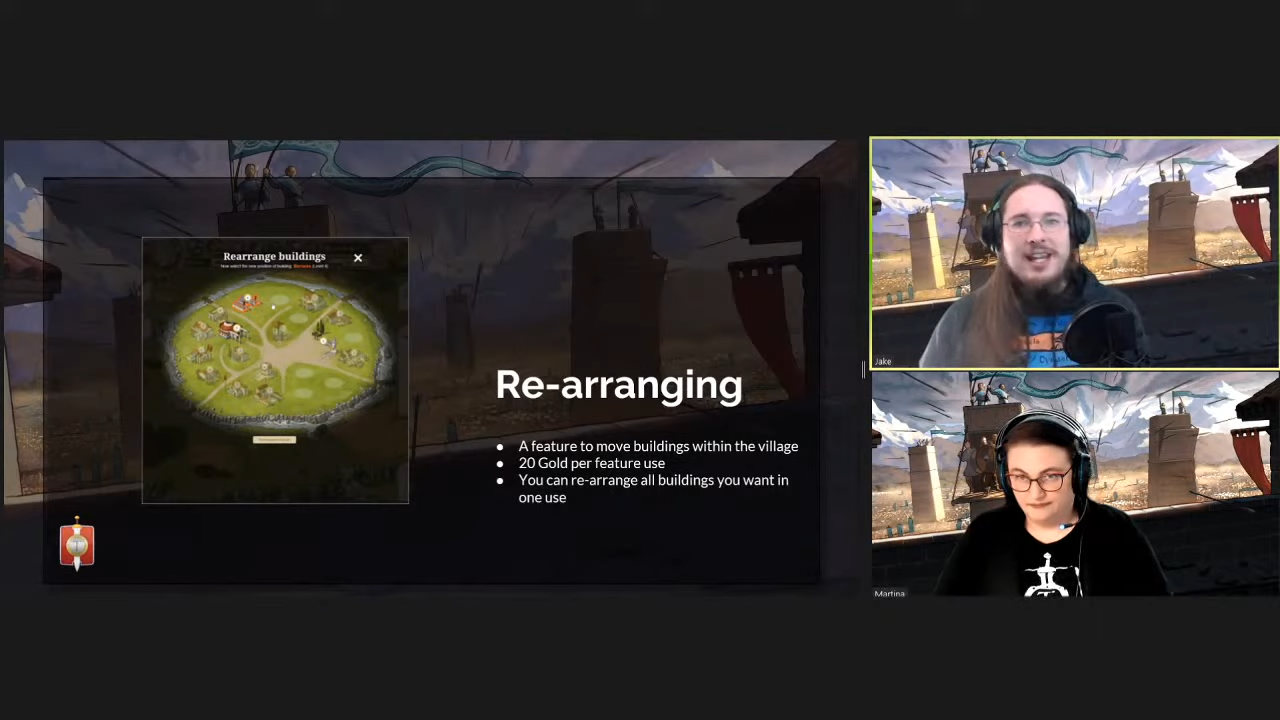 Rearrange buildings
Re-arranging
● A feature to move buildings within the village
● 20 Gold per feature use
● You can re-arrange all buildings you want in
one use
Jake
Martina